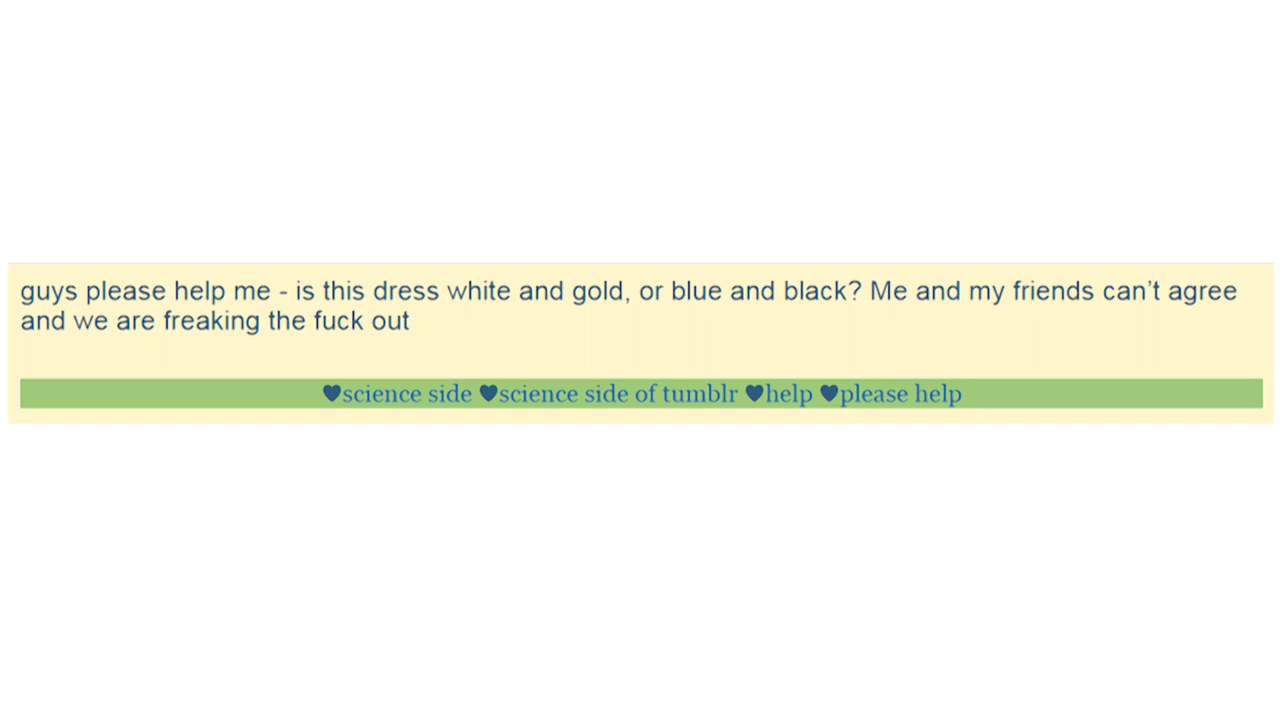 guys please help me - is this dress white and gold, or blue and black? Me and my friends can't agree
and we are freaking the fuck out
♥science side ♥science side of tumblr ♥help ♥please help